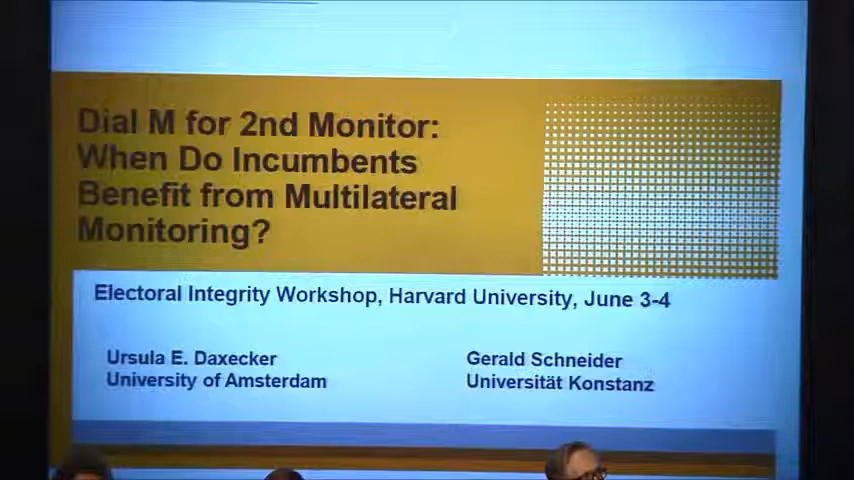 Dial M for 2nd Monitor:
When Do Incumbents
Benefit from Multilateral
Monitoring?
Electoral Integrity Workshop, Harvard University, June 3-4
Ursula E. Daxecker
University of Amsterdam
Gerald Schneider
Universität Konstanz